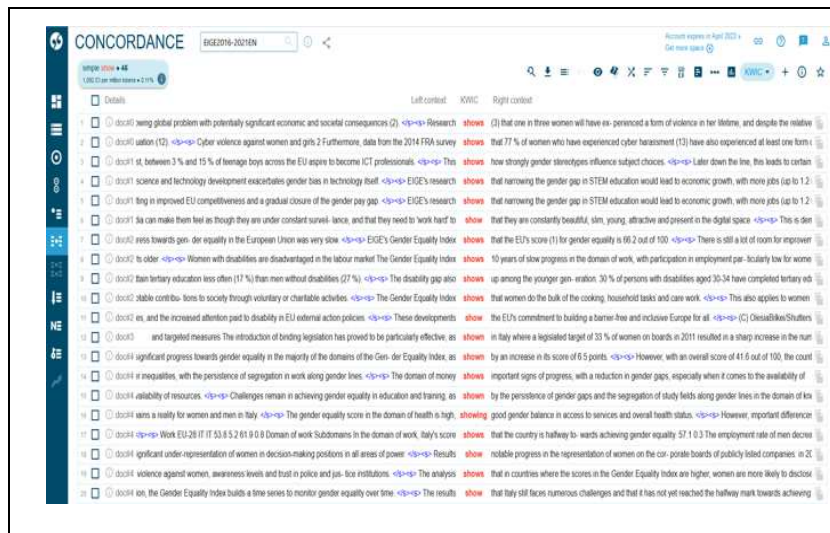 CONCORDANCE EIGE2016-2021EN Account expires in April 2023
Get more space
simple show • 46
1,092.02 per million tokens • 0.11%
KWIC
Details Left context KWIC Right context
1 doc#0 being global problem with potentially significant economic and societal consequences (2). </s><s> Research shows (3) that one in three women will have ex- perienced a form of violence in her lifetime, and despite the relative
2 doc#0 uation (12). </s><s> Cyber violence against women and girls 2 Furthermore, data from the 2014 FRA survey shows that 77 % of women who have experienced cyber harassment (13) have also experienced at least one form
3 doc#1 st, between 3 % and 15 % of teenage boys across the EU aspire to become ICT professionals. </s><s> This shows how strongly gender stereotypes influence subject choices. </s><s> Later down the line, this leads to certain
4 doc#1 science and technology development exacerbates gender bias in technology itself. </s><s> EIGE's research shows that narrowing the gender gap in STEM education would lead to economic growth, with more jobs (up to 1.2
5 doc#1 ting in improved EU competitiveness and a gradual closure of the gender pay gap. </s><s> EIGE's research shows that narrowing the gender gap in STEM education would lead to economic growth, with more jobs (up to 1.2
6 doc#1 dia can make them feel as though they are under constant surveil- lance, and that they need to 'work hard' to show that they are constantly beautiful, slim, young, attractive and present in the digital space. </s><s> This is den
7 doc#2 ress towards gen- der equality in the European Union was very slow. </s><s> EIGE's Gender Equality Index shows that the EU's score (1) for gender equality is 66.2 out of 100. </s><s> There is still a lot of room for improvem
8 doc#2 ts older. </s><s> Women with disabilities are disadvantaged in the labour market The Gender Equality Index shows 10 years of slow progress in the domain of work, with participation in employment par- ticularly low for wome
9 doc#2 ttain tertiary education less often (17 %) than men without disabilities (27 %). </s><s> The disability gap also shows up among the younger gen- eration. 30 % of persons with disabilities aged 30-34 have completed tertiary ed
10 doc#2 otable contribu- tions to society through voluntary or charitable activities. </s><s> The Gender Equality Index shows that women do the bulk of the cooking, household tasks and care work. </s><s> This also applies to women
11 doc#2 es, and the increased attention paid to disability in EU external action policies. </s><s> These developments show the EU's commitment to building a barrier-free and inclusive Europe for all. </s><s> (C) OlesiaBilkei/Shutters
12 doc#3 and targeted measures The introduction of binding legislation has proved to be particularly effective, as shown in Italy where a legislated target of 33 % of women on boards in 2011 resulted in a sharp increase in the num
13 doc#4 significant progress towards gender equality in the majority of the domains of the Gen- der Equality Index, as shown by an increase in its score of 6.5 points. </s><s> However, with an overall score of 41.6 out of 100, the count
14 doc#4 r inequalities, with the persistence of segregation in work along gender lines. </s><s> The domain of money shows important signs of progress, with a reduction in gender gaps, especially when it comes to the availability of
15 doc#4 availability of resources. </s><s> Challenges remain in achieving gender equality in education and training, as shown by the persistence of gender gaps and the segregation of study fields along gender lines in the domain of kn
16 doc#4 ains a reality for women and men in Italy. </s><s> The gender equality score in the domain of health is high, showing good gender balance in access to services and overall health status. </s><s> However, important differences
17 doc#4 </s><s> Work EU-28 IT IT 53.8 5.2 61.9 0.8 Domain of work Subdomains In the domain of work, Italy's score shows that the country is halfway to- wards achieving gender equality. 57.1 0.3 The employment rate of men decrea
18 doc#4 ignificant under-representation of women in decision-making positions in all areas of power. </s><s> Results show notable progress in the representation of women on the cor- porate boards of publicly listed companies: in 20
19 doc#4 violence against women, awareness levels and trust in police and jus- tice institutions. </s><s> The analysis shows that in countries where the scores in the Gender Equality Index are higher, women are more likely to disclose
20 doc#4 ion, the Gender Equality Index builds a time series to monitor gender equality over time. </s><s> The results show that Italy still faces numerous challenges and that it has not yet reached the halfway mark towards achieving